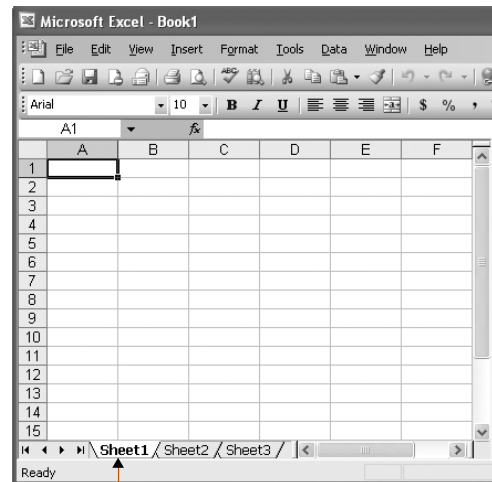 Microsoft Excel - Book1
File Edit View Insert Format Tools Data Window Help
Arial 10 B I U $ % ,
A1 fx
A B C D E F
1
2
3
4
5
6
7
8
9
10
11
12
13
14
15
Sheet1 Sheet2 Sheet3
Ready